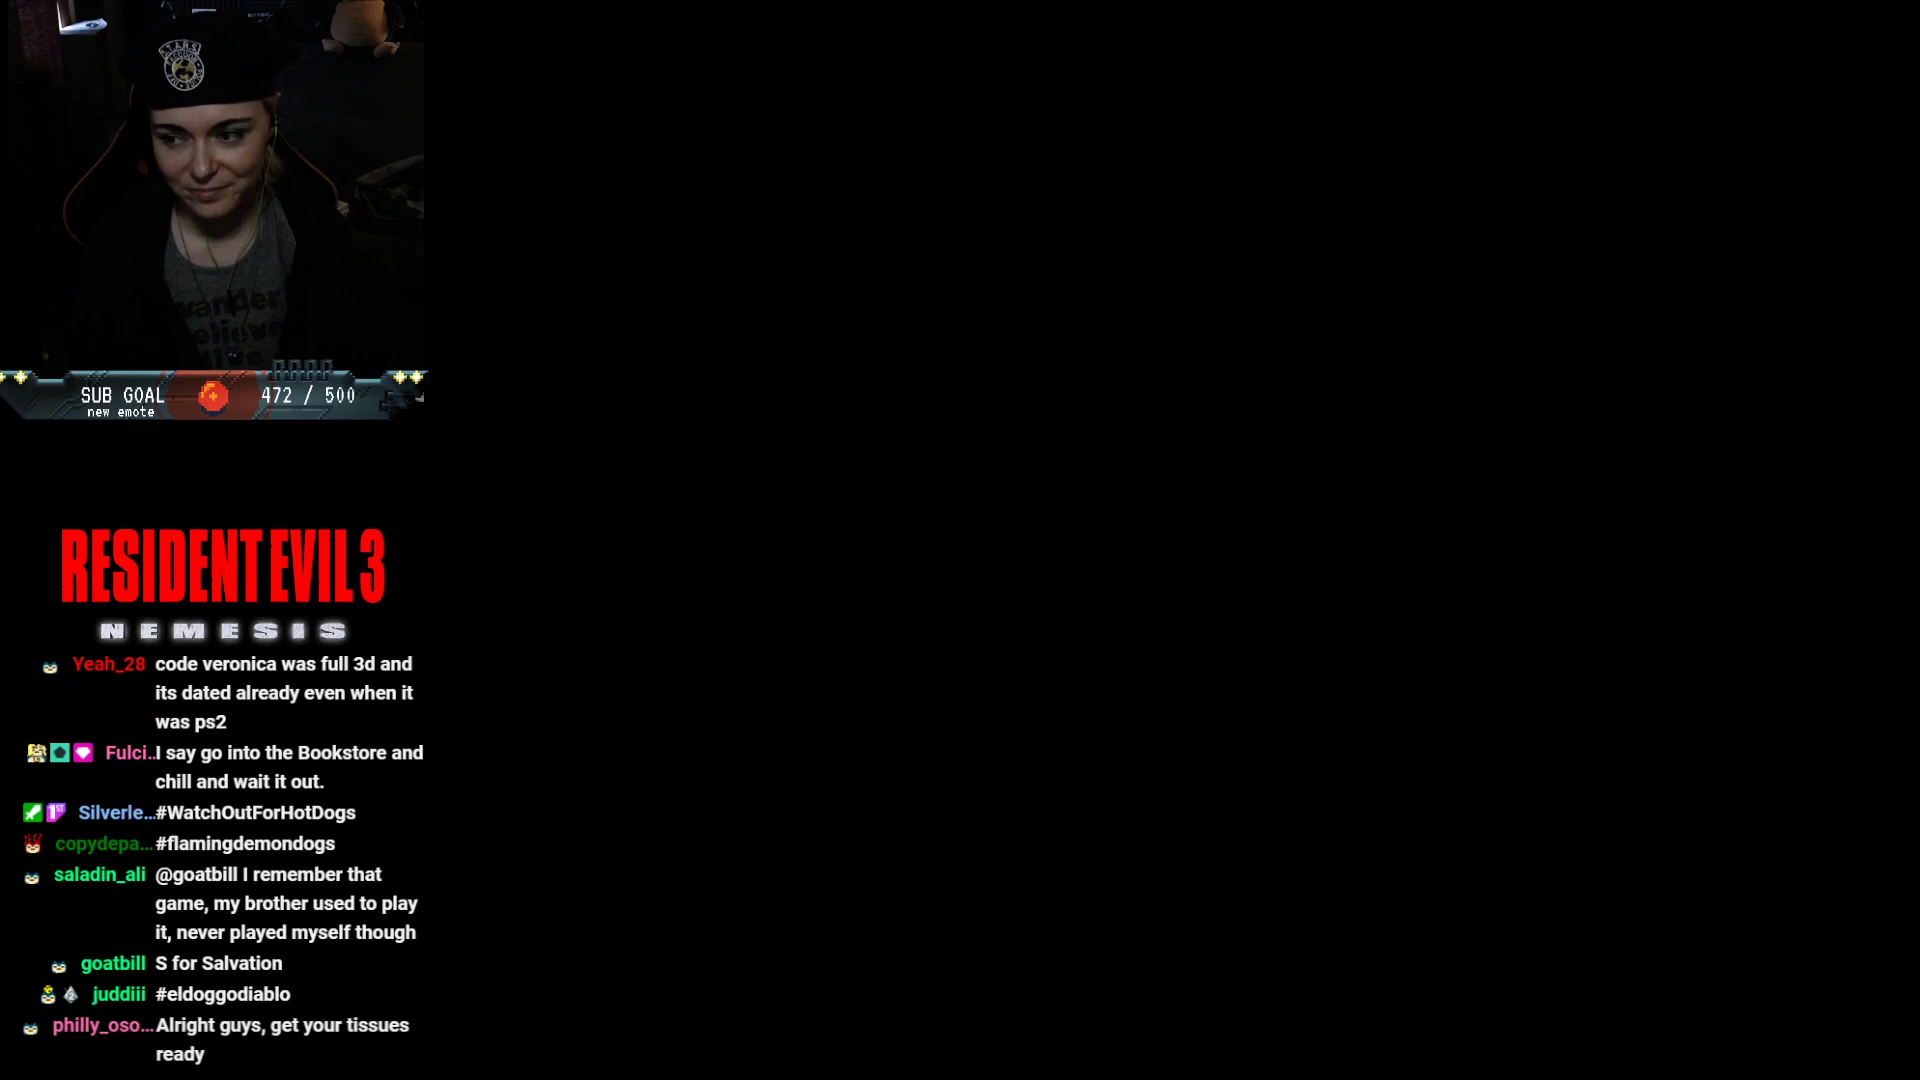 S.T.A.R.S.
RACCOON
wander
believe
SUB GOAL 472 / 500
new emote
RESIDENT EVIL 3
NEMESIS
Yeah_28 code veronica was full 3d and
its dated already even when it
was ps2
Fulci.. I say go into the Bookstore and
chill and wait it out.
Silverle... #WatchOutForHotDogs
copydepa... #flamingdemondogs
saladin_ali @goatbill I remember that
game, my brother used to play
it, never played myself though
goatbill S for Salvation
juddiii #eldoggodiablo
philly_oso... Alright guys, get your tissues
ready